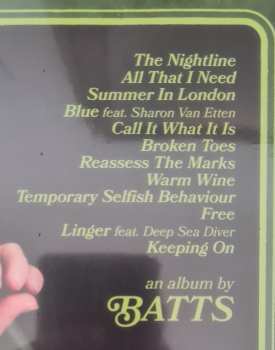 The Nightline
All That I Need
Summer In London
Blue feat. Sharon Van Etten
Call It What It Is
Broken Toes
Reassess The Marks
Warm Wine
Temporary Selfish Behaviour
Free
Linger feat. Deep Sea Diver
Keeping On
an album by
BATTS